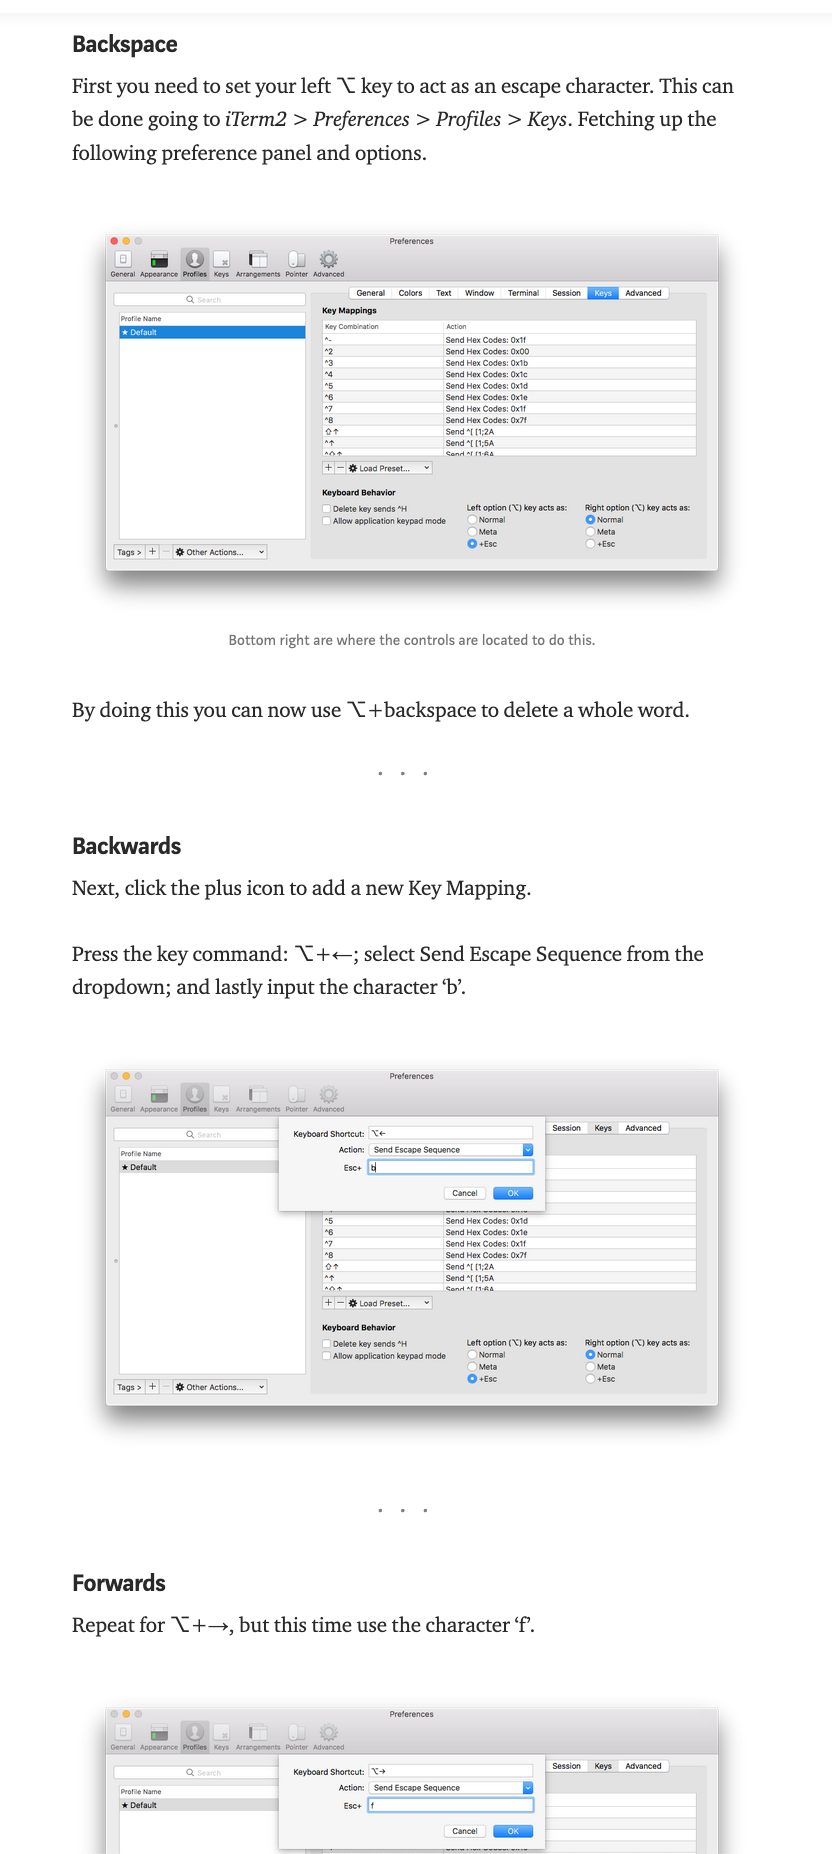 Backspace
First you need to set your left ⌥ key to act as an escape character. This can
be done going to iTerm2 > Preferences > Profiles > Keys. Fetching up the
following preference panel and options.
Preferences
General Appearance Profiles Keys Arrangements Pointer Advanced
Search
General Colors Text Window Terminal Session Keys Advanced
Profile Name
★ Default
Key Mappings
Key Combination Action
^- Send Hex Codes: 0x1f
^2 Send Hex Codes: 0x00
^3 Send Hex Codes: 0x1b
^4 Send Hex Codes: 0x1c
^5 Send Hex Codes: 0x1d
^6 Send Hex Codes: 0x1e
^7 Send Hex Codes: 0x1f
^8 Send Hex Codes: 0x7f
⇧↑ Send ^[ [1;2A
^↑ Send ^[ [1;5A
^⇧↑ Send ^[ [1;6A
+ − Load Preset...
Keyboard Behavior
Delete key sends ^H
Allow application keypad mode
Left option (⌥) key acts as:
Normal
Meta
+Esc
Right option (⌥) key acts as:
Normal
Meta
+Esc
Tags > + − Other Actions...
Bottom right are where the controls are located to do this.
By doing this you can now use ⌥+backspace to delete a whole word.
. . .
Backwards
Next, click the plus icon to add a new Key Mapping.
Press the key command: ⌥+←; select Send Escape Sequence from the
dropdown; and lastly input the character ‘b’.
Preferences
General Appearance Profiles Keys Arrangements Pointer Advanced
Search
Session Keys Advanced
Profile Name
★ Default
Keyboard Shortcut: ⌥←
Action: Send Escape Sequence
Esc+ b
Cancel OK
^5 Send Hex Codes: 0x1d
^6 Send Hex Codes: 0x1e
^7 Send Hex Codes: 0x1f
^8 Send Hex Codes: 0x7f
⇧↑ Send ^[ [1;2A
^↑ Send ^[ [1;5A
^⇧↑ Send ^[ [1;6A
+ − Load Preset...
Keyboard Behavior
Delete key sends ^H
Allow application keypad mode
Left option (⌥) key acts as:
Normal
Meta
+Esc
Right option (⌥) key acts as:
Normal
Meta
+Esc
Tags > + − Other Actions...
. . .
Forwards
Repeat for ⌥+→, but this time use the character ‘f’.
Preferences
General Appearance Profiles Keys Arrangements Pointer Advanced
Search
Session Keys Advanced
Profile Name
★ Default
Keyboard Shortcut: ⌥→
Action: Send Escape Sequence
Esc+ f
Cancel OK